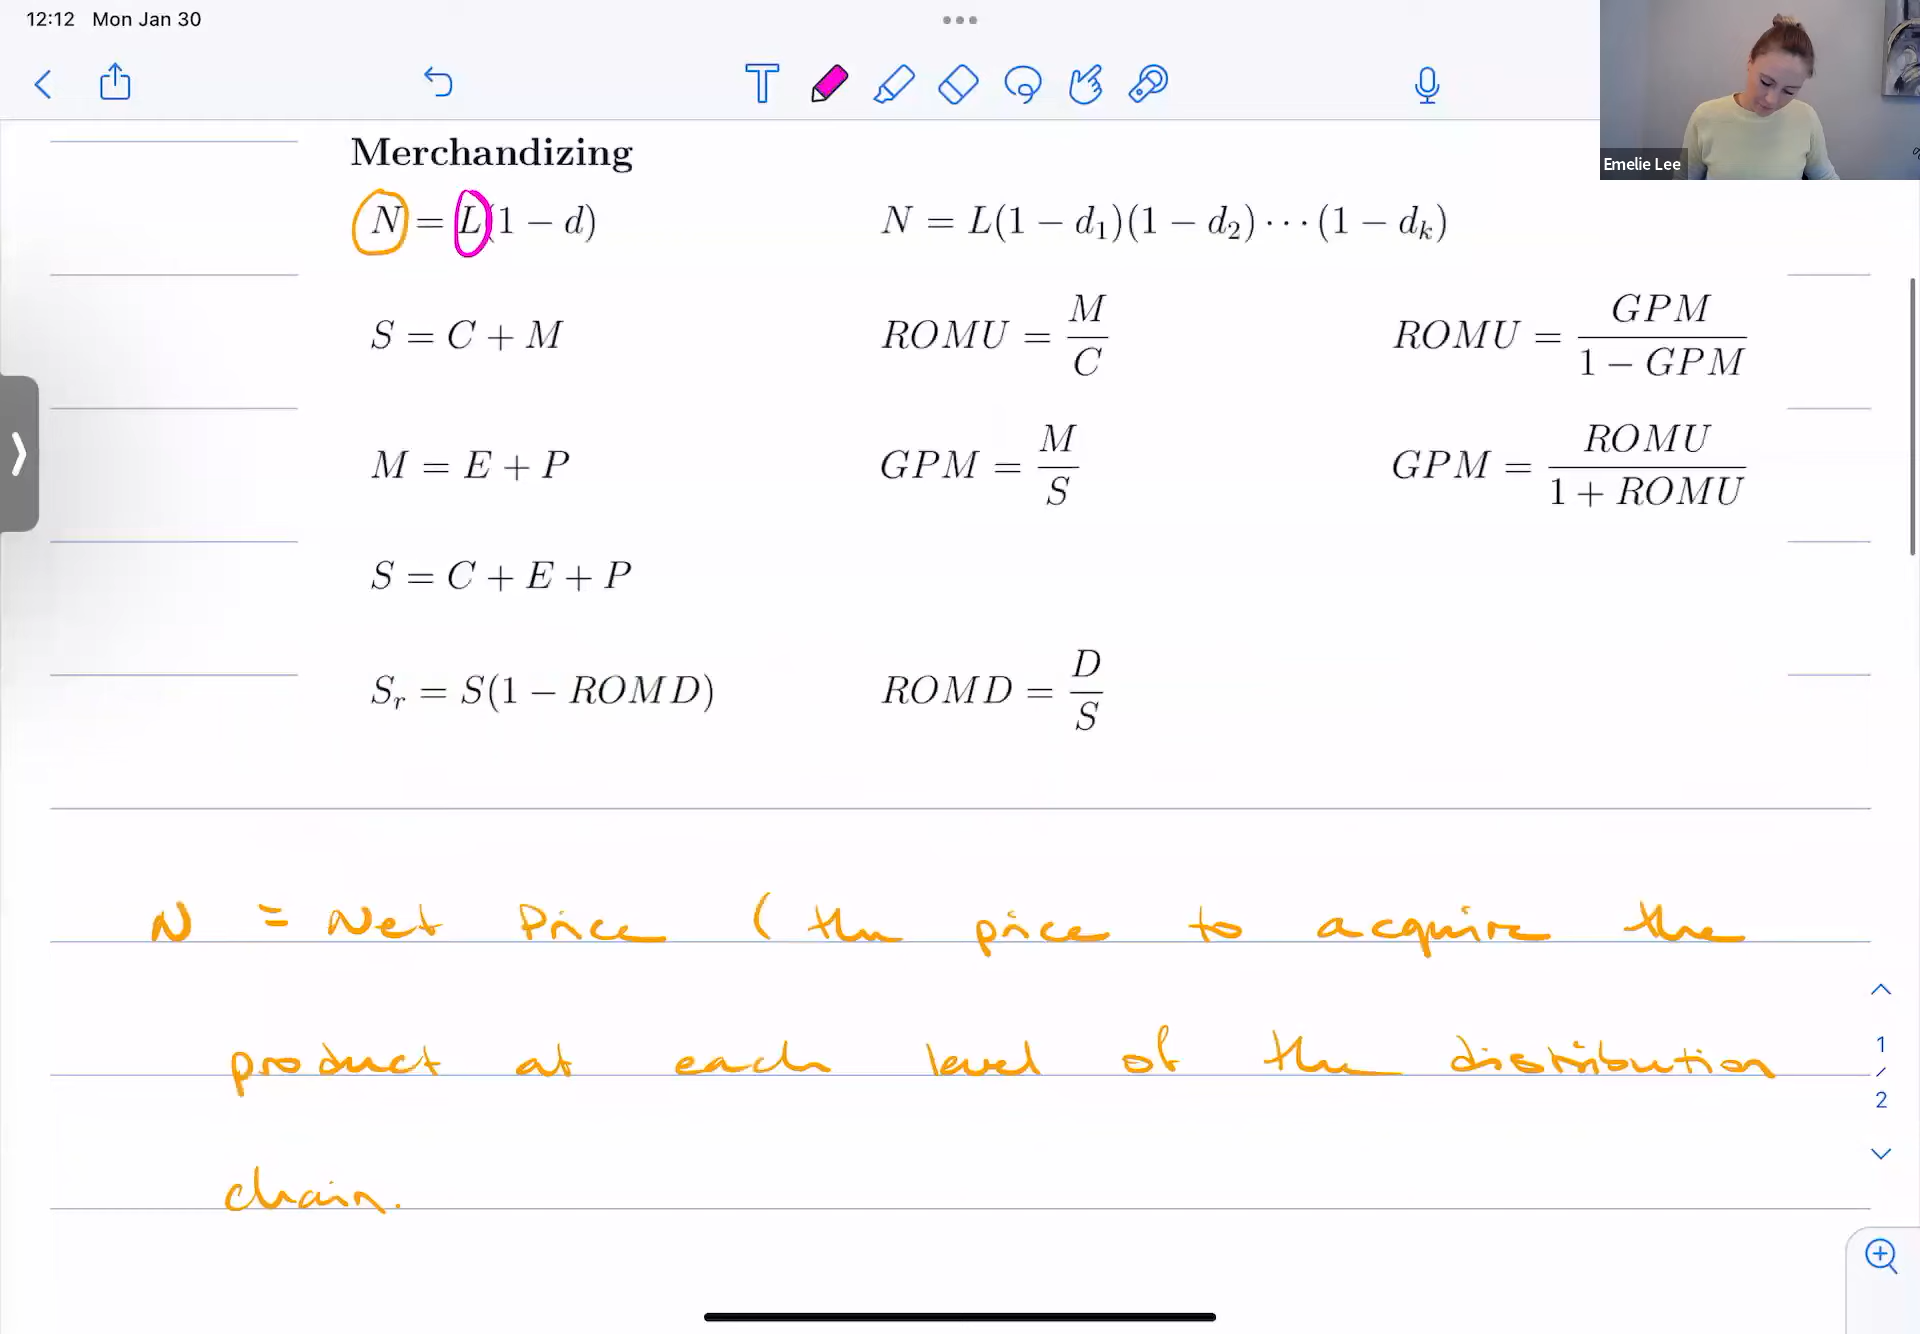 12:12 Mon Jan 30
T
Emelie Lee
Merchandizing
N = L(1 − d)
N = L(1 − d₁)(1 − d₂) ⋯ (1 − dₖ)
S = C + M
ROMU = M/C
ROMU = GPM/(1 − GPM)
M = E + P
GPM = M/S
GPM = ROMU/(1 + ROMU)
S = C + E + P
Sᵣ = S(1 − ROMD)
ROMD = D/S
N = Net Price ( the price to acquire the
product at each level of the distribution
chain.
1
/
2